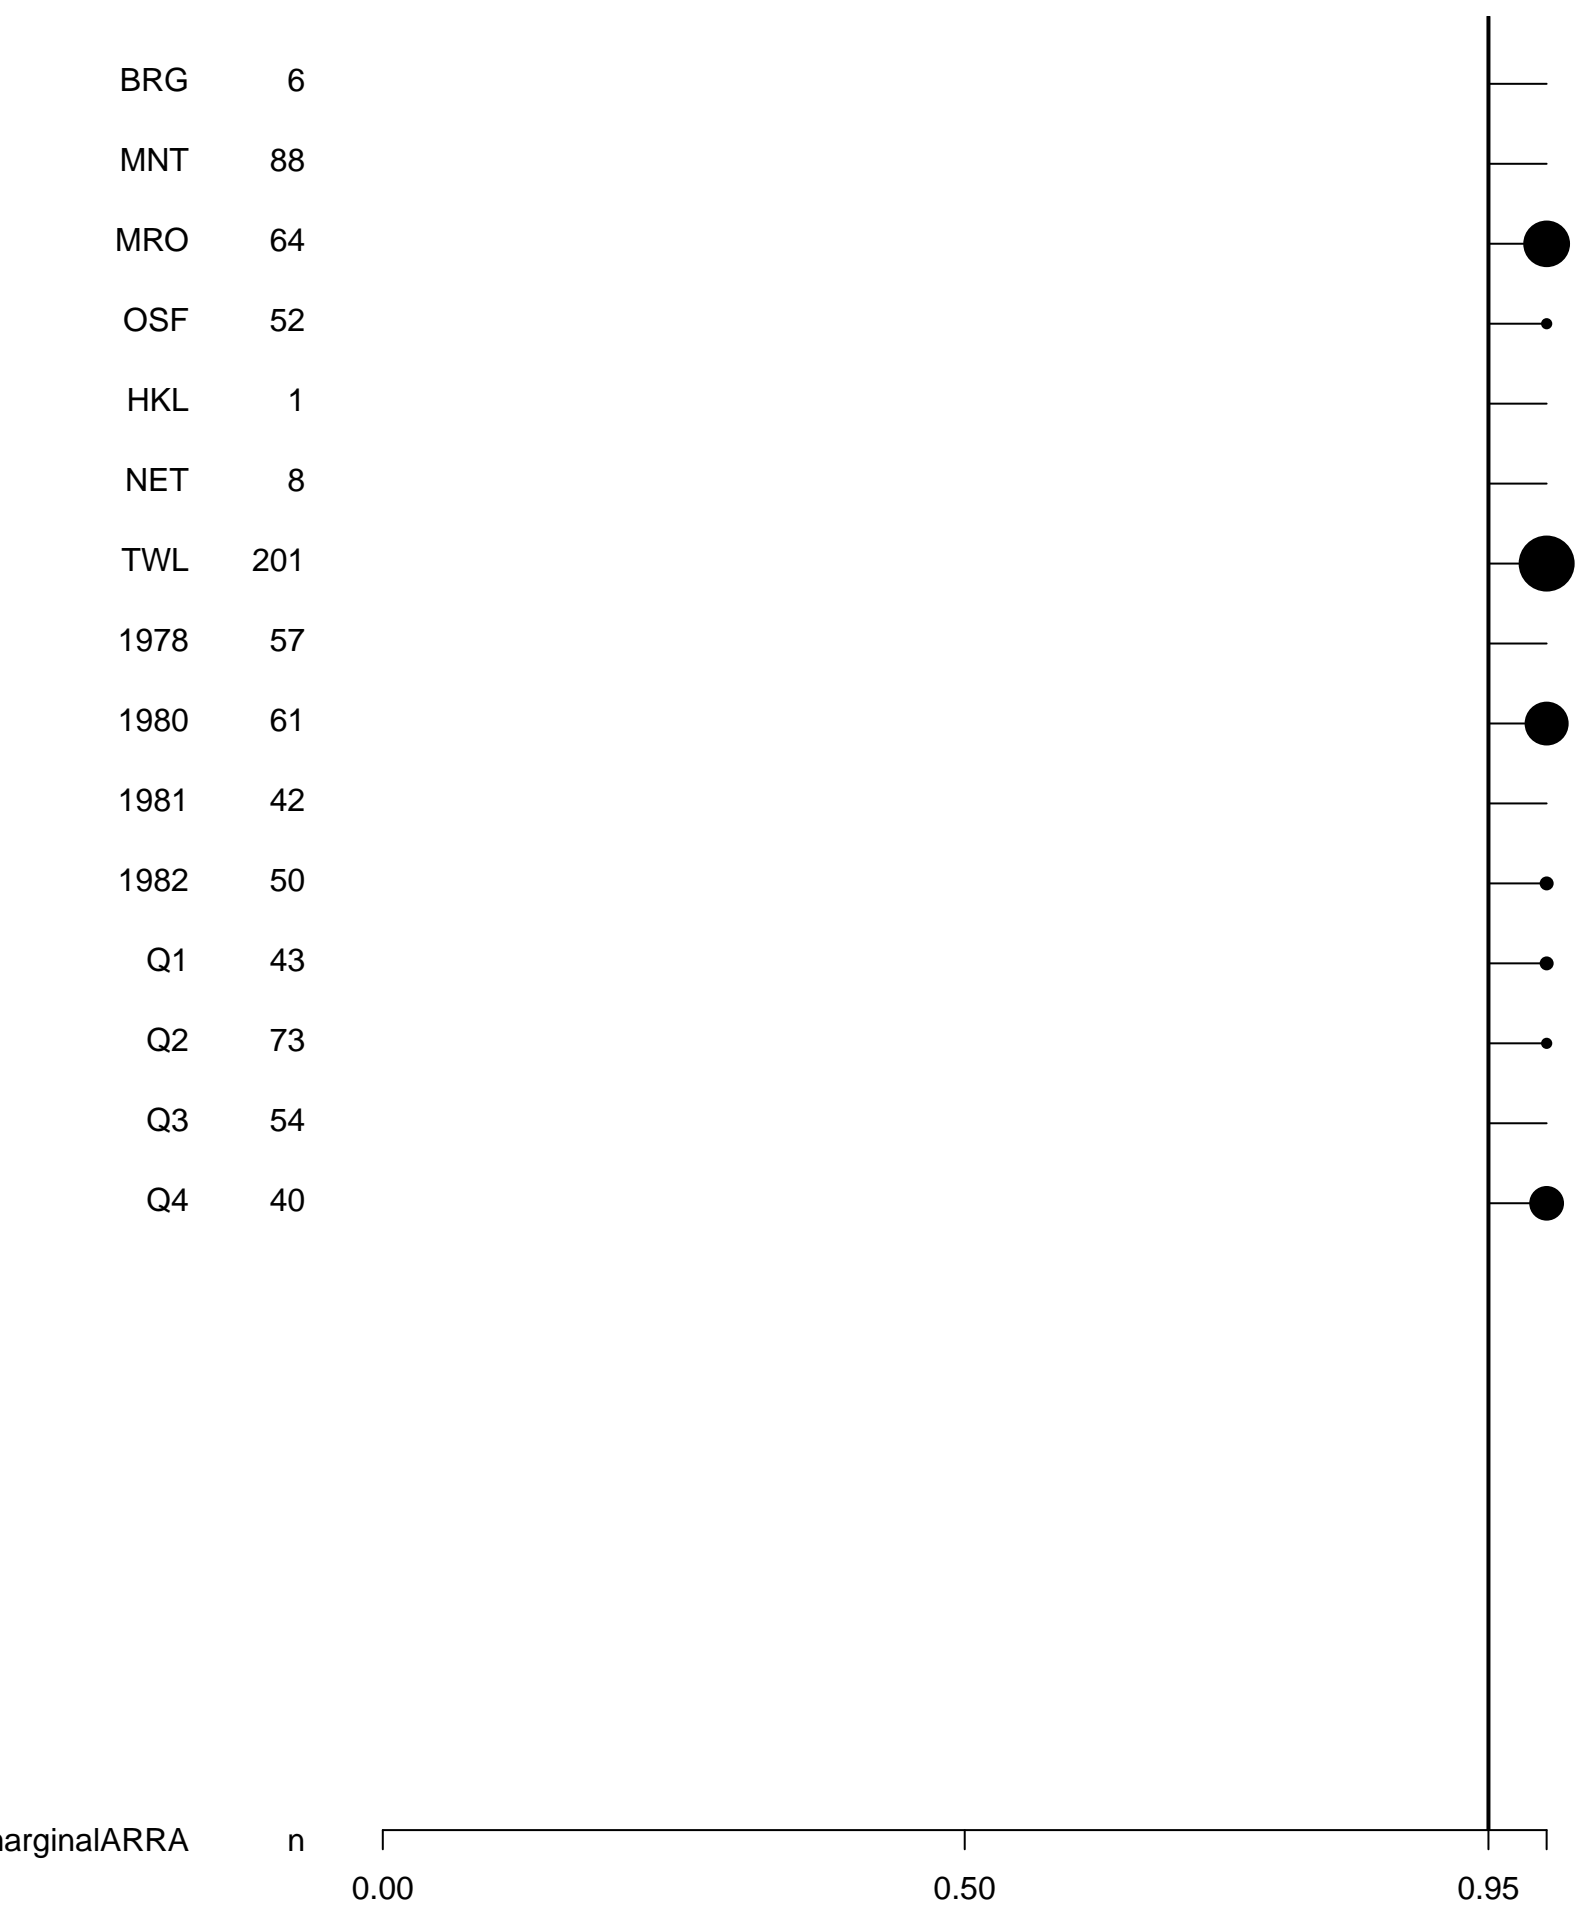 BRG 6
MNT 88
MRO 64
OSF 52
HKL 1
NET 8
TWL 201
1978 57
1980 61
1981 42
1982 50
Q1 43
Q2 73
Q3 54
Q4 40
arginalARRA n
0.00 0.50 0.95